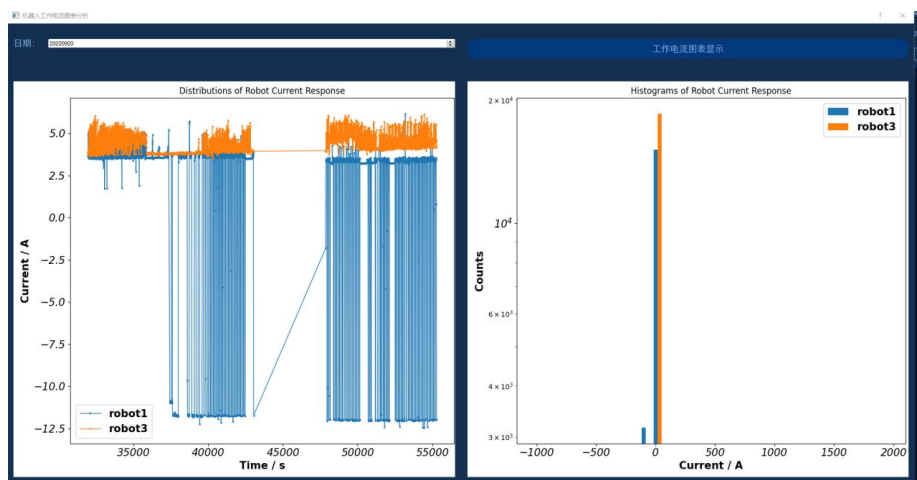 机器人工作电流图表分析
? ×
日期:
20220920
工作电流图表显示
Distributions of Robot Current Response
5.0
2.5
0.0
−2.5
−5.0
−7.5
−10.0
−12.5
Current / A
robot1
robot3
35000 40000 45000 50000 55000
Time / s
Histograms of Robot Current Response
2 × 10⁴
10⁴
6 × 10³
4 × 10³
3 × 10³
Counts
robot1
robot3
−1000 −500 0 500 1000 1500 2000
Current / A